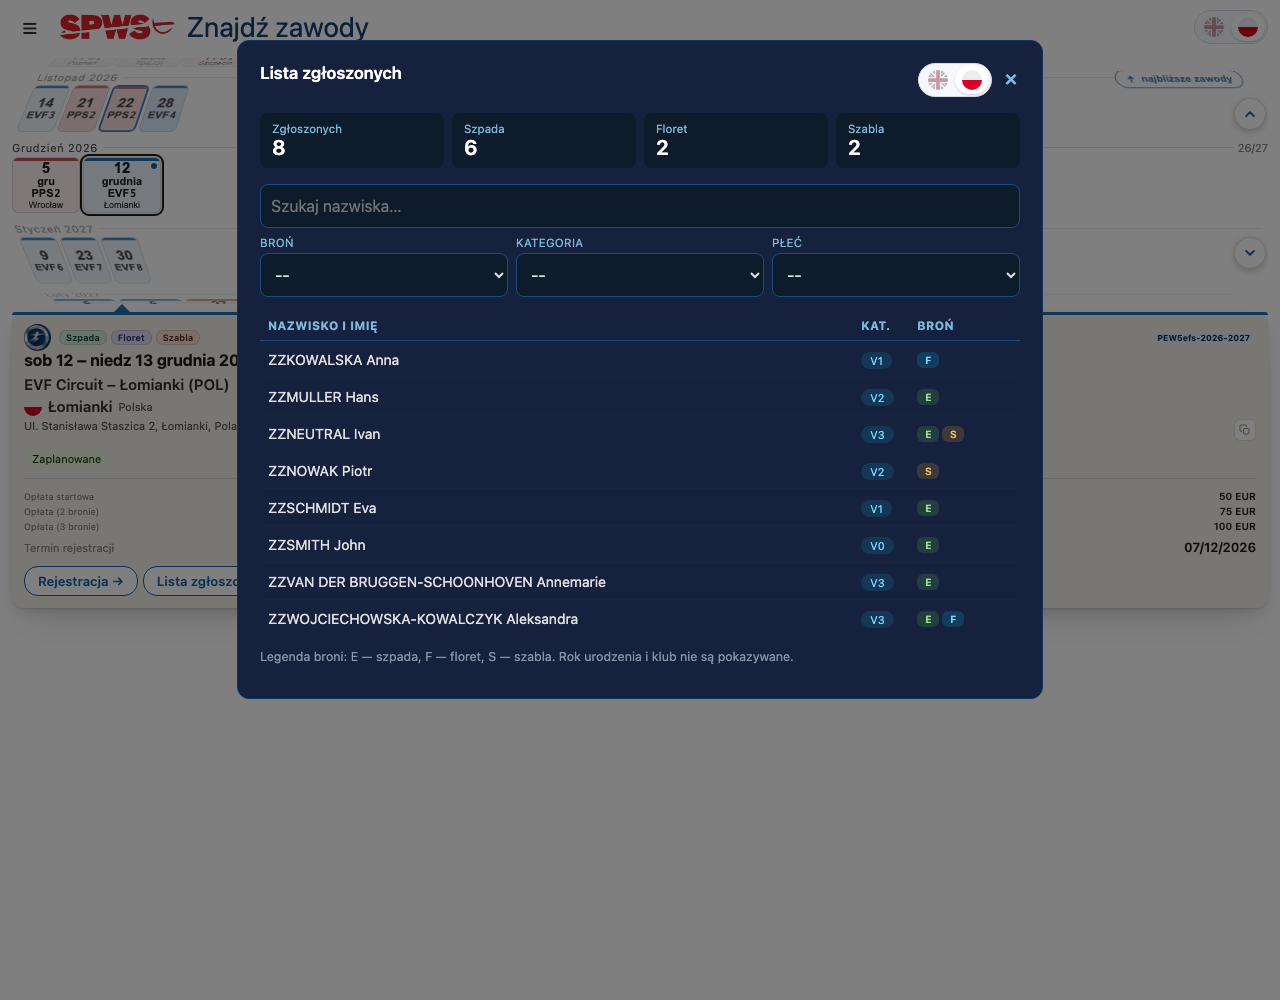 SPWS Znajdź zawody
Listopad 2026
najbliższe zawody
14 EVF3
21 PPS2
22 PPS2
28 EVF4
Grudzień 2026
26/27
5 gru PPS2 Wrocław
12 grudnia EVF5 Łomianki
Styczeń 2027
9 EVF6
23 EVF7
30 EVF8
Szpada Floret Szabla
PEW5efs-2026-2027
sob 12 – niedz 13 grudnia 20
EVF Circuit – Łomianki (POL)
Łomianki Polska
Ul. Stanisława Staszica 2, Łomianki, Pola
Zaplanowane
Opłata startowa 50 EUR
Opłata (2 bronie) 75 EUR
Opłata (3 bronie) 100 EUR
Termin rejestracji 07/12/2026
Rejestracja → Lista zgłoszo
Lista zgłoszonych
×
Zgłoszonych Szpada Floret Szabla
8 6 2 2
Szukaj nazwiska...
BROŃ KATEGORIA PŁEĆ
-- -- --
NAZWISKO I IMIĘ KAT. BROŃ
ZZKOWALSKA Anna V1 F
ZZMULLER Hans V2 E
ZZNEUTRAL Ivan V3 E S
ZZNOWAK Piotr V2 S
ZZSCHMIDT Eva V1 E
ZZSMITH John V0 E
ZZVAN DER BRUGGEN-SCHOONHOVEN Annemarie V3 E
ZZWOJCIECHOWSKA-KOWALCZYK Aleksandra V3 E F
Legenda broni: E — szpada, F — floret, S — szabla. Rok urodzenia i klub nie są pokazywane.